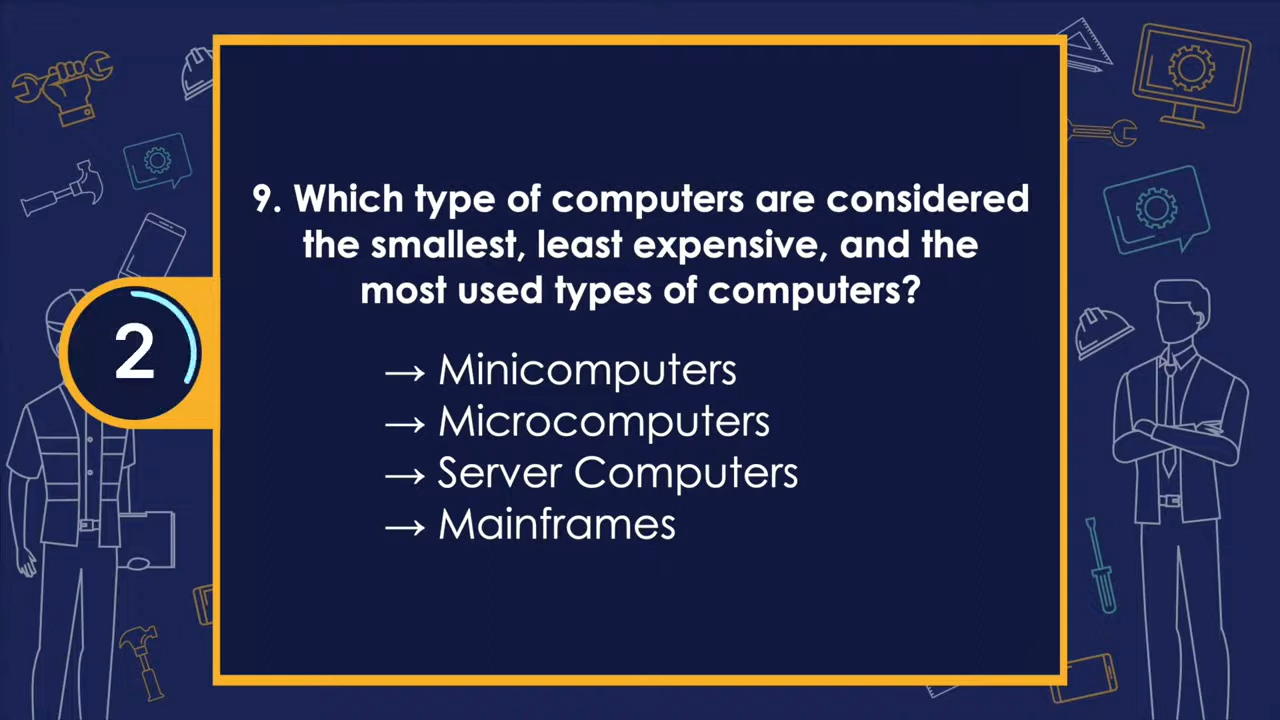 9. Which type of computers are considered
the smallest, least expensive, and the
most used types of computers?
2
→ Minicomputers
→ Microcomputers
→ Server Computers
→ Mainframes